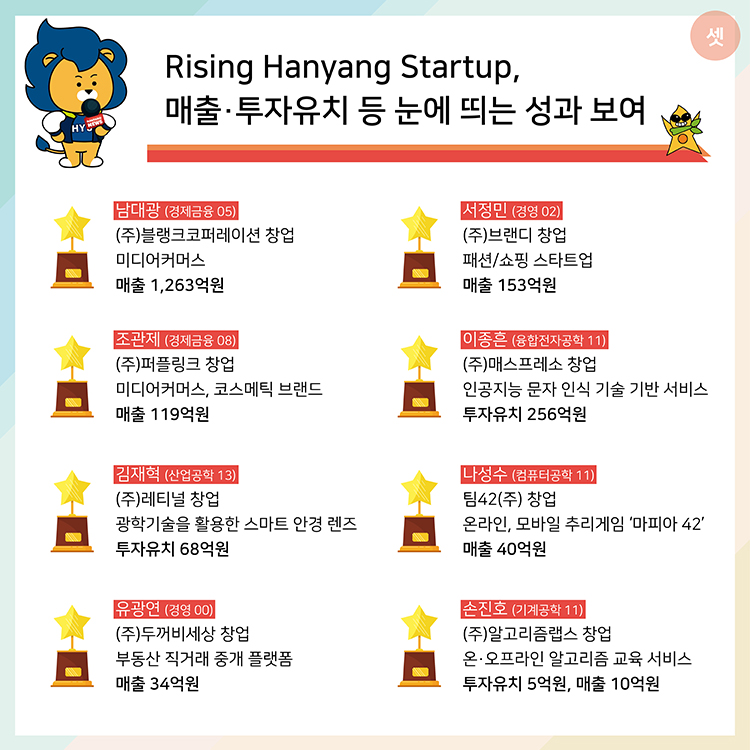 셋
Rising Hanyang Startup,
매출·투자유치 등 눈에 띄는 성과 보여
HY
NEWS
남대광 (경제금융 05)
(주)블랭크코퍼레이션 창업
미디어커머스
매출 1,263억원
서정민 (경영 02)
(주)브랜디 창업
패션/쇼핑 스타트업
매출 153억원
조관제 (경제금융 08)
(주)퍼플링크 창업
미디어커머스, 코스메틱 브랜드
매출 119억원
이종흔 (융합전자공학 11)
(주)매스프레소 창업
인공지능 문자 인식 기술 기반 서비스
투자유치 256억원
김재혁 (산업공학 13)
(주)레티널 창업
광학기술을 활용한 스마트 안경 렌즈
투자유치 68억원
나성수 (컴퓨터공학 11)
팀42(주) 창업
온라인, 모바일 추리게임 ‘마피아 42’
매출 40억원
유광연 (경영 00)
(주)두꺼비세상 창업
부동산 직거래 중개 플랫폼
매출 34억원
손진호 (기계공학 11)
(주)알고리즘랩스 창업
온·오프라인 알고리즘 교육 서비스
투자유치 5억원, 매출 10억원